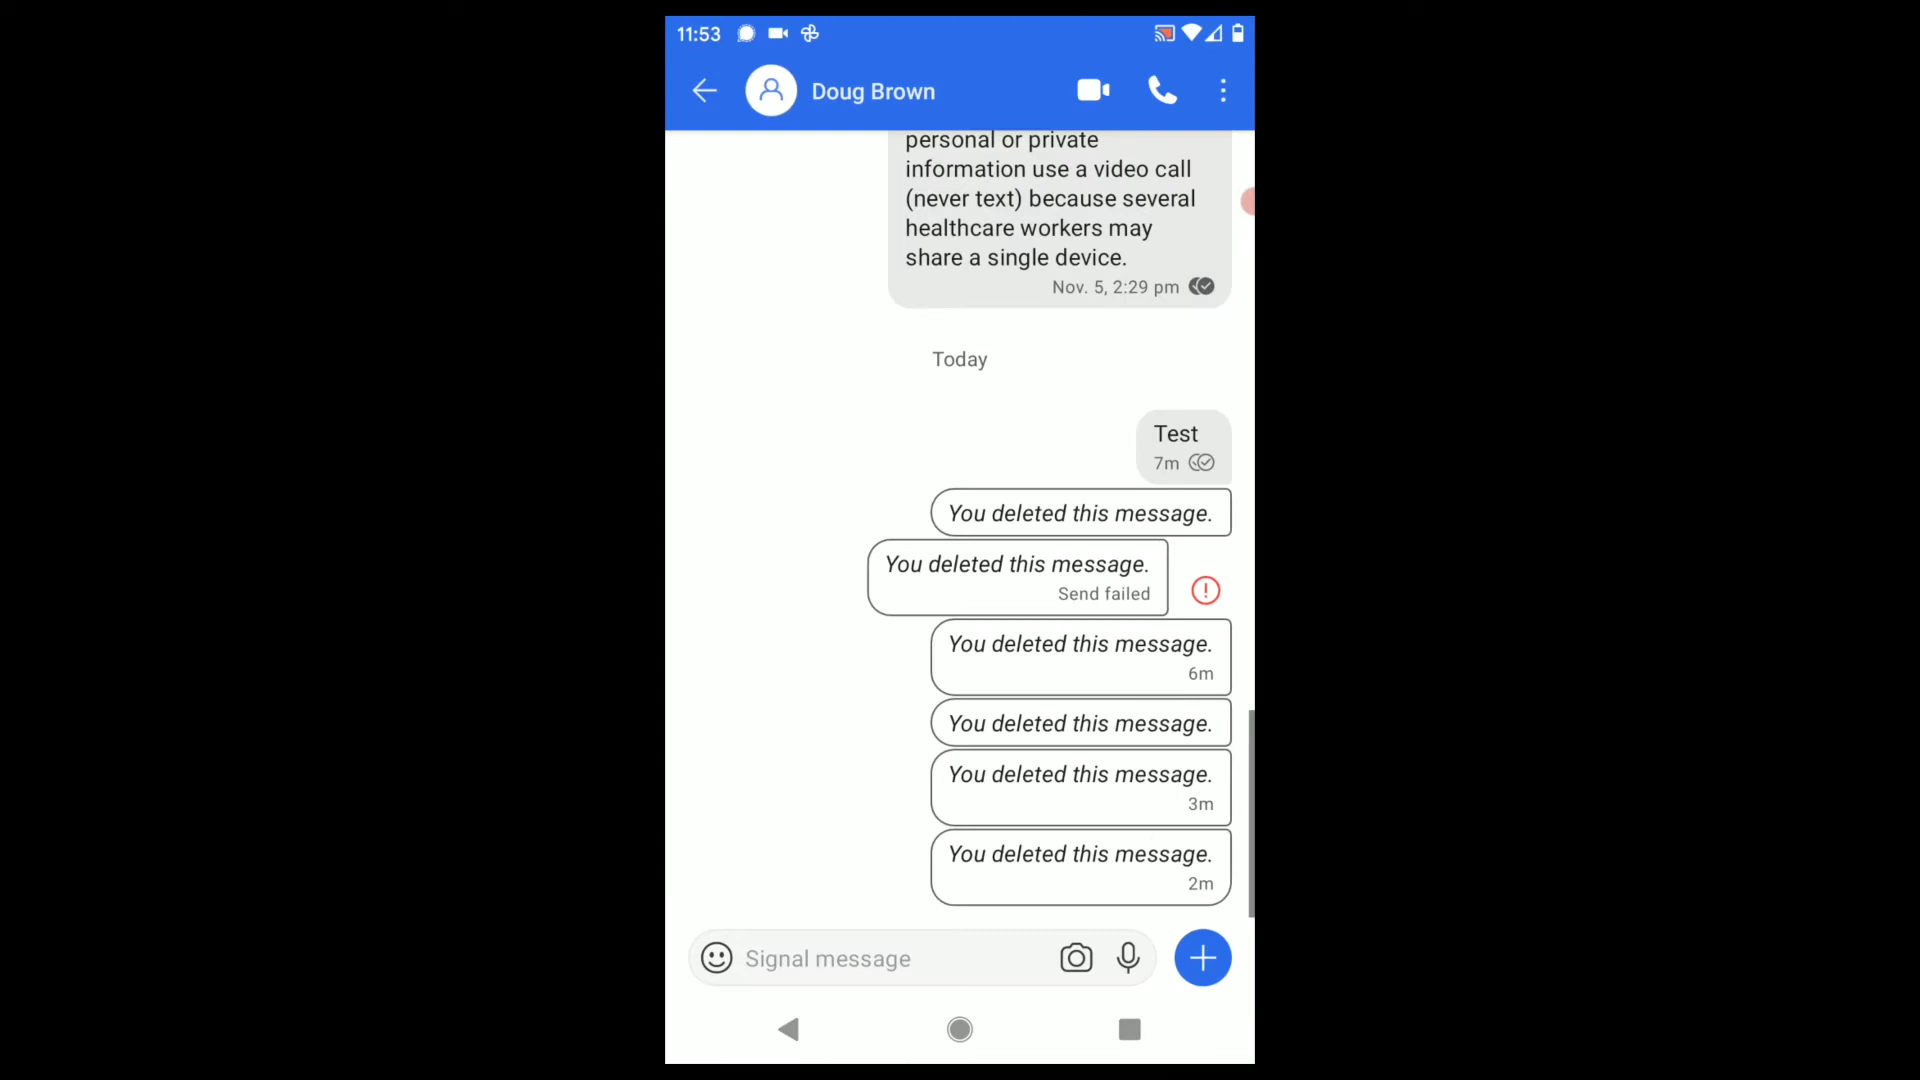 11:53
Doug Brown
personal or private
information use a video call
(never text) because several
healthcare workers may
share a single device.
Nov. 5, 2:29 pm
Today
Test
7m
You deleted this message.
You deleted this message.
Send failed
You deleted this message.
6m
You deleted this message.
You deleted this message.
3m
You deleted this message.
2m
Signal message